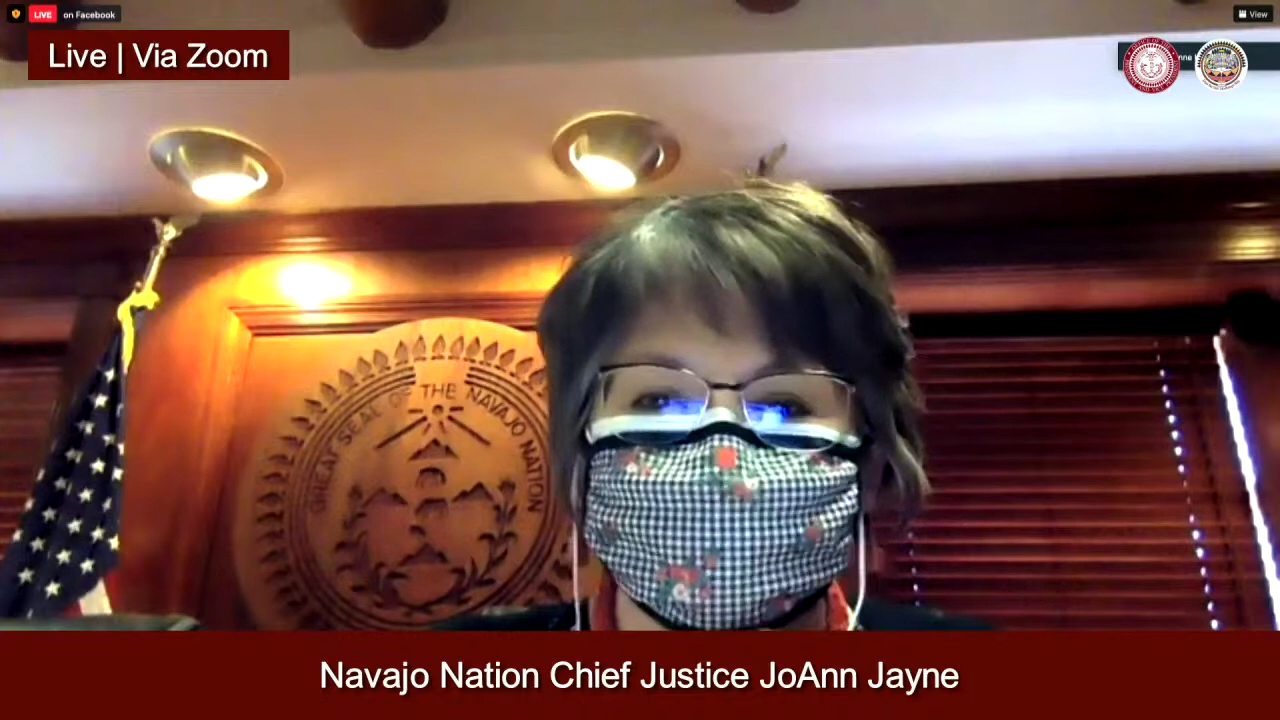 LIVE on Facebook
View
Live | Via Zoom
GREAT SEAL OF THE NAVAJO NATION
Navajo Nation Chief Justice JoAnn Jayne